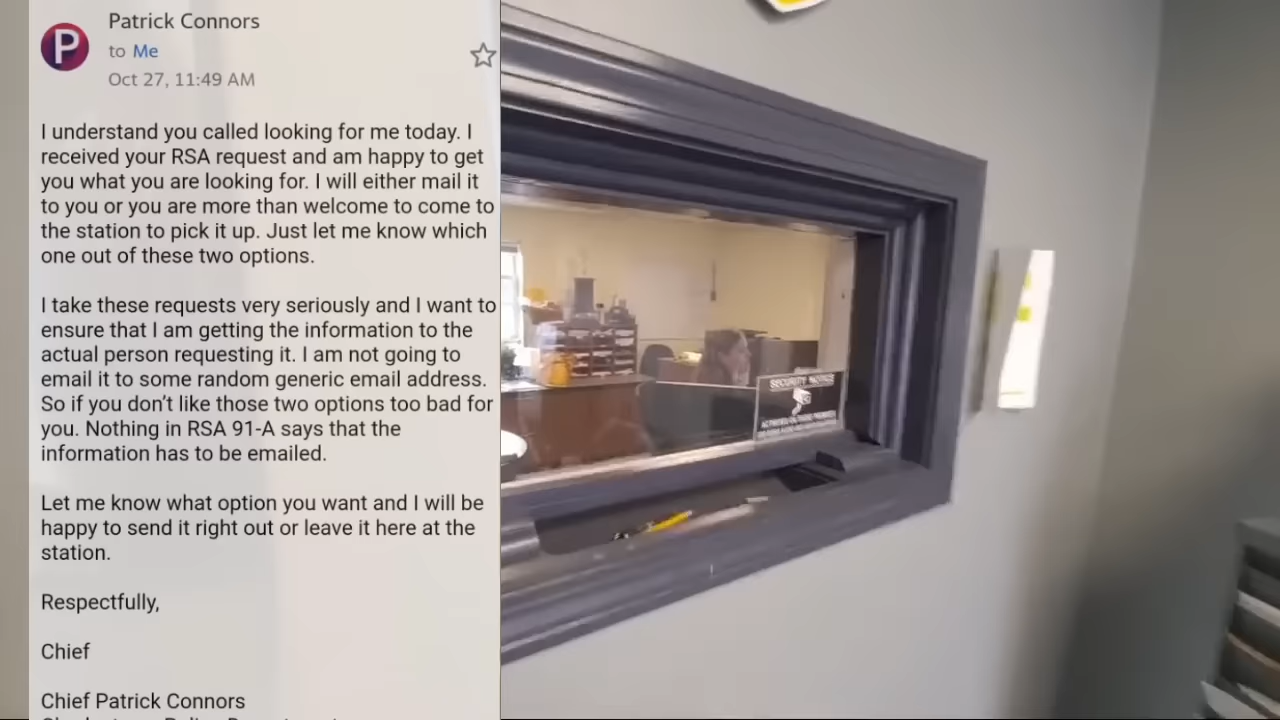 P
Patrick Connors
to Me
Oct 27, 11:49 AM
I understand you called looking for me today. I
received your RSA request and am happy to get
you what you are looking for. I will either mail it
to you or you are more than welcome to come to
the station to pick it up. Just let me know which
one out of these two options.
I take these requests very seriously and I want to
ensure that I am getting the information to the
actual person requesting it. I am not going to
email it to some random generic email address.
So if you don’t like those two options too bad for
you. Nothing in RSA 91-A says that the
information has to be emailed.
Let me know what option you want and I will be
happy to send it right out or leave it here at the
station.
Respectfully,
Chief
Chief Patrick Connors
SECURITY NOTICE